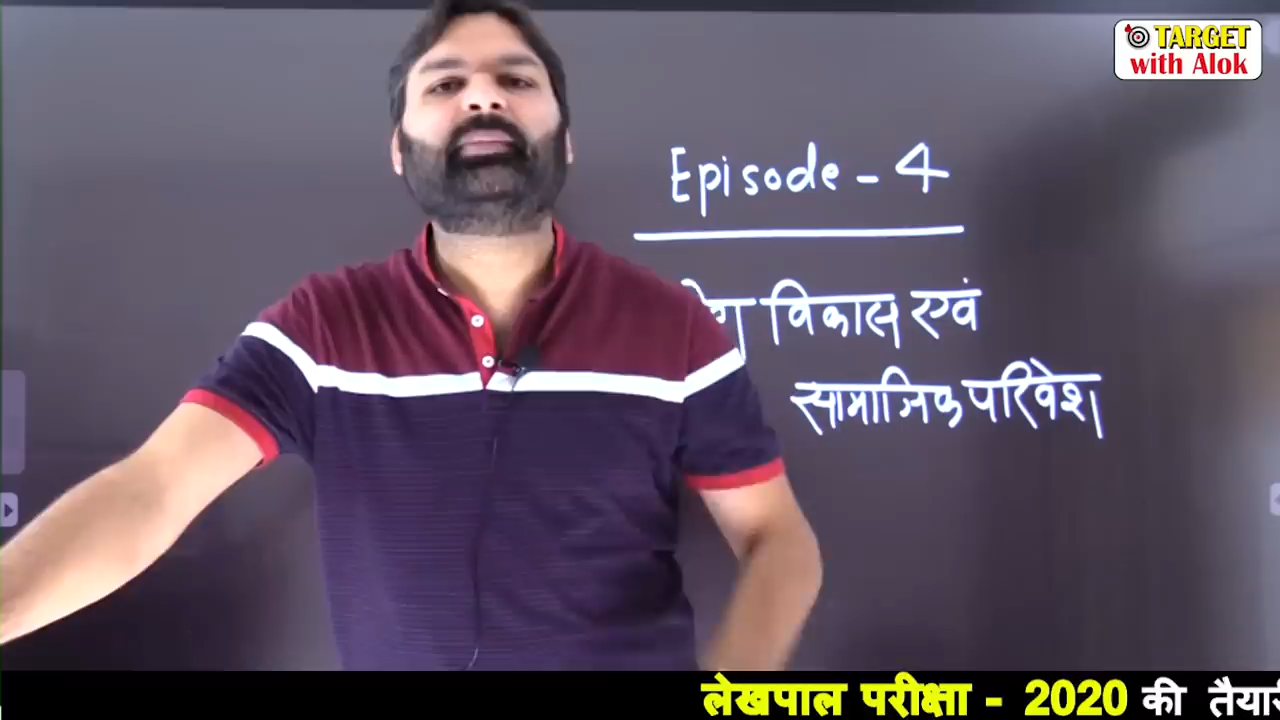 TARGET
with Alok
Episode - 4
विकास एवं
सामाजिक परिवेश
लेखपाल परीक्षा - 2020 की